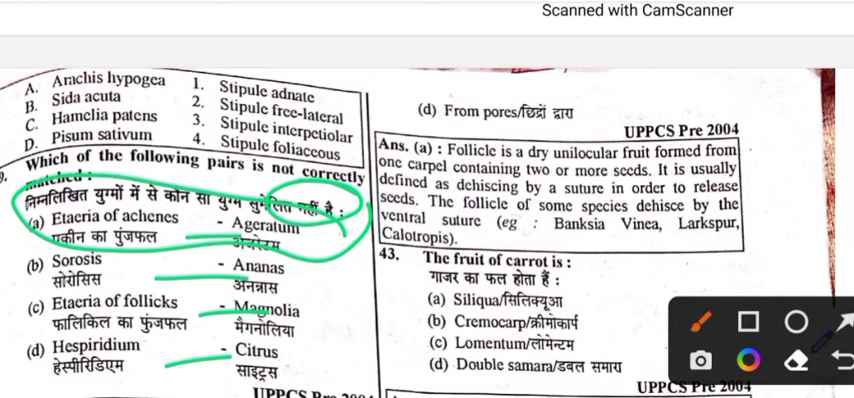 Scanned with CamScanner
A. Arachis hypogea 1. Stipule adnate
B. Sida acuta 2. Stipule free-lateral
C. Hamelia patens 3. Stipule interpetiolar
D. Pisum sativum 4. Stipule foliaceous
Which of the following pairs is not correctly
matched :
निम्नलिखित युग्मों में से कौन सा युग्म सुमेलित नहीं है :
(a) Etaeria of achenes - Ageratum
एकीन का पुंजफल
(b) Sorosis - Ananas
सोरोसिस अनन्नास
(c) Etaeria of follicks - Magnolia
फालिकिल का फुंजफल मैगनोलिया
(d) Hespiridium - Citrus
हेस्पीरिडिएम साइट्रस
(d) From pores/छिद्रों द्वारा
UPPCS Pre 2004
Ans. (a) : Follicle is a dry unilocular fruit formed from
one carpel containing two or more seeds. It is usually
defined as dehiscing by a suture in order to release
seeds. The follicle of some species dehisce by the
ventral suture (eg : Banksia Vinca, Larkspur,
Calotropis).
43. The fruit of carrot is :
गाजर का फल होता हैं :
(a) Siliqua/सिलिक्यूआ
(b) Cremocarp/क्रीमोकार्प
(c) Lomentum/लोमेन्टम
(d) Double samara/डबल समारा
UPPCS Pre 2004